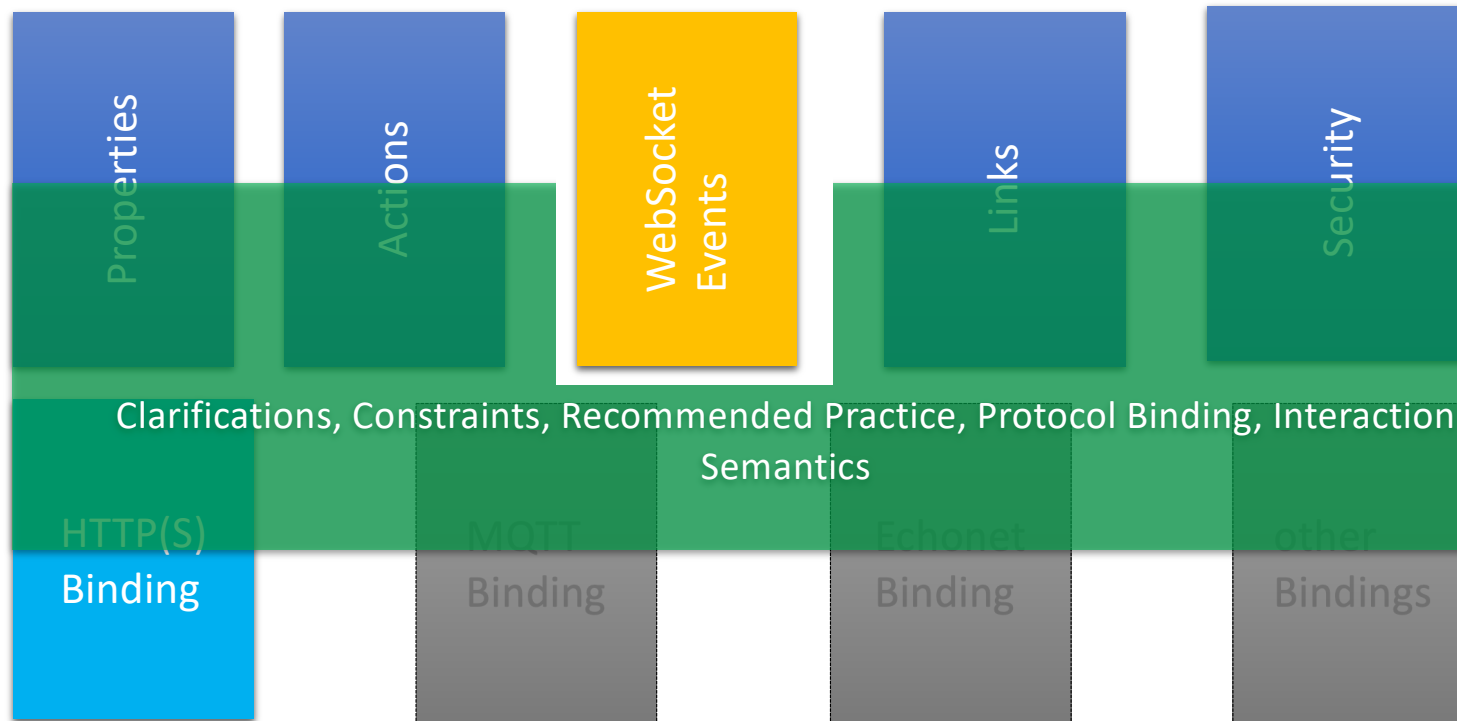 Properties
Actions
WebSocket
Events
Links
Security
Clarifications, Constraints, Recommended Practice, Protocol Binding, Interaction
Semantics
HTTP(S)
Binding
MQTT
Binding
Echonet
Binding
other
Bindings